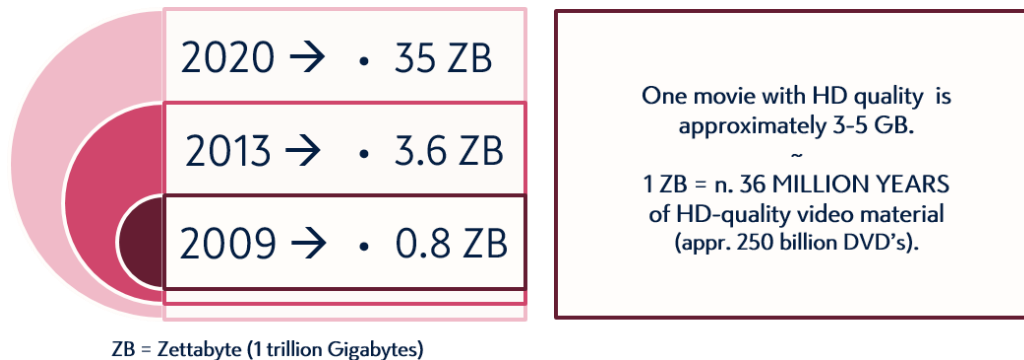 2020 → • 35 ZB
2013 → • 3.6 ZB
2009 → • 0.8 ZB
ZB = Zettabyte (1 trillion Gigabytes)
One movie with HD quality is
approximately 3-5 GB.
~
1 ZB = n. 36 MILLION YEARS
of HD-quality video material
(appr. 250 billion DVD's).